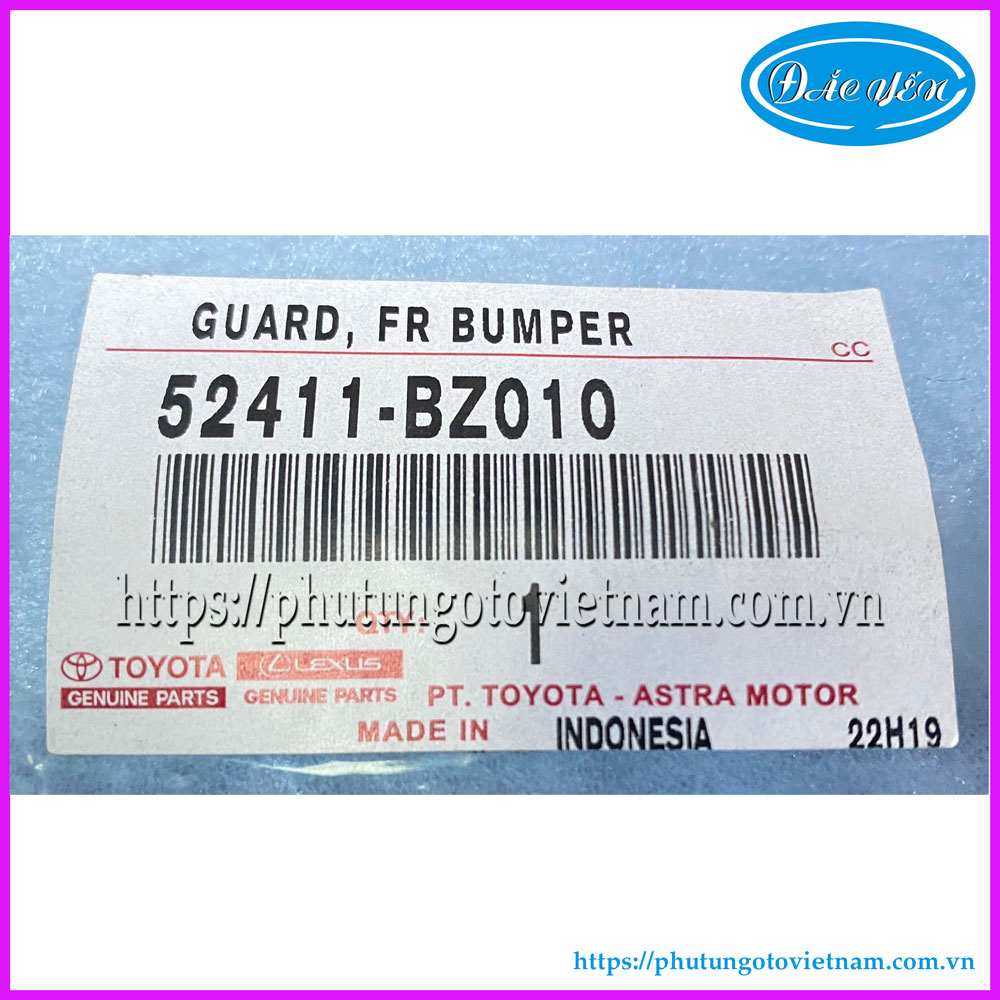 Đắc Yến
GUARD, FR BUMPER
CC
52411-BZ010
https://phutungotovietnam.com.vn
QTY: 1
TOYOTA LEXUS
GENUINE PARTS GENUINE PARTS PT. TOYOTA - ASTRA MOTOR
MADE IN INDONESIA 22H19
https://phutungotovietnam.com.vn